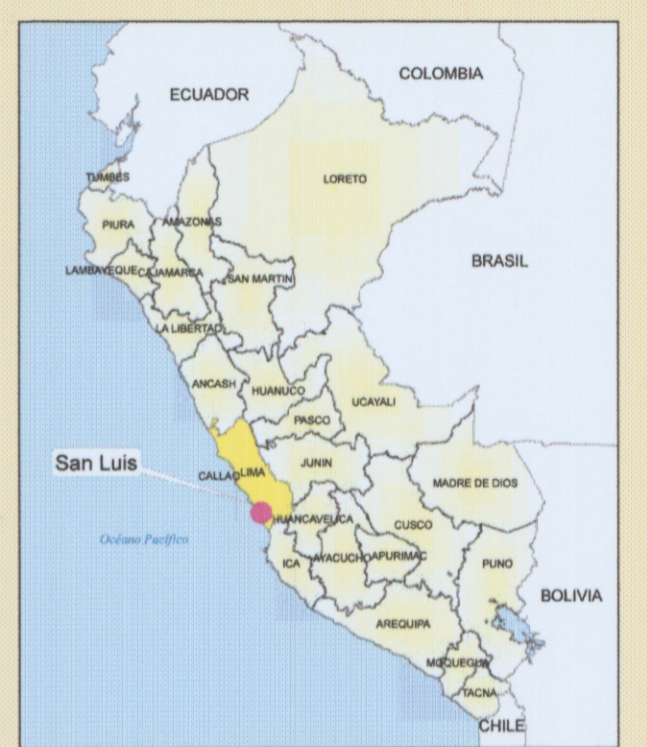 COLOMBIA
ECUADOR
TUMBES
LORETO
PIURA
AMAZONAS
BRASIL
LAMBAYEQUE
CAJAMARCA
SAN MARTIN
LA LIBERTAD
ANCASH
HUANUCO
UCAYALI
PASCO
San Luis
CALLAO
LIMA
JUNIN
MADRE DE DIOS
HUANCAVELICA
CUSCO
Océano Pacífico
ICA
AYACUCHO
APURIMAC
PUNO
BOLIVIA
AREQUIPA
MOQUEGUA
TACNA
CHILE